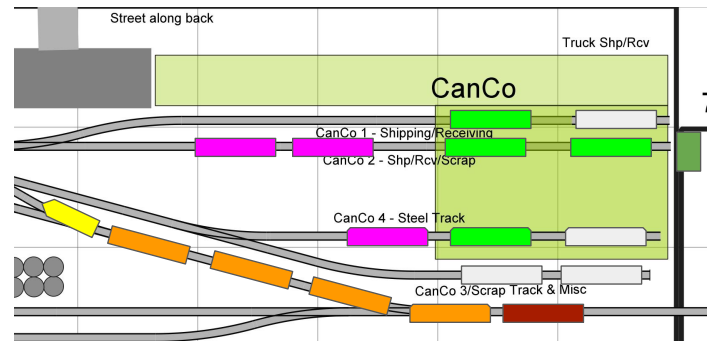 Street along back
Truck Shp/Rcv
CanCo
7
CanCo 1 - Shipping/Receiving
CanCo 2 - Shp/Rcv/Scrap
CanCo 4 - Steel Track
CanCo 3/Scrap Track & Misc